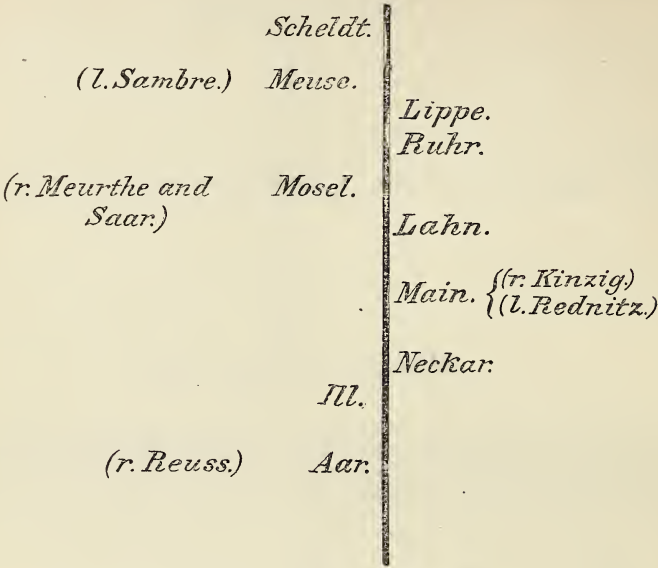 Scheldt.
(l. Sambre.) Meuse.
Lippe.
Ruhr.
(r. Meurthe and Mosel.
Saar.)
Lahn.
Main. {(r. Kinzig.)
(l. Rednitz.)
Neckar.
Ill.
(r. Reuss.) Aar.